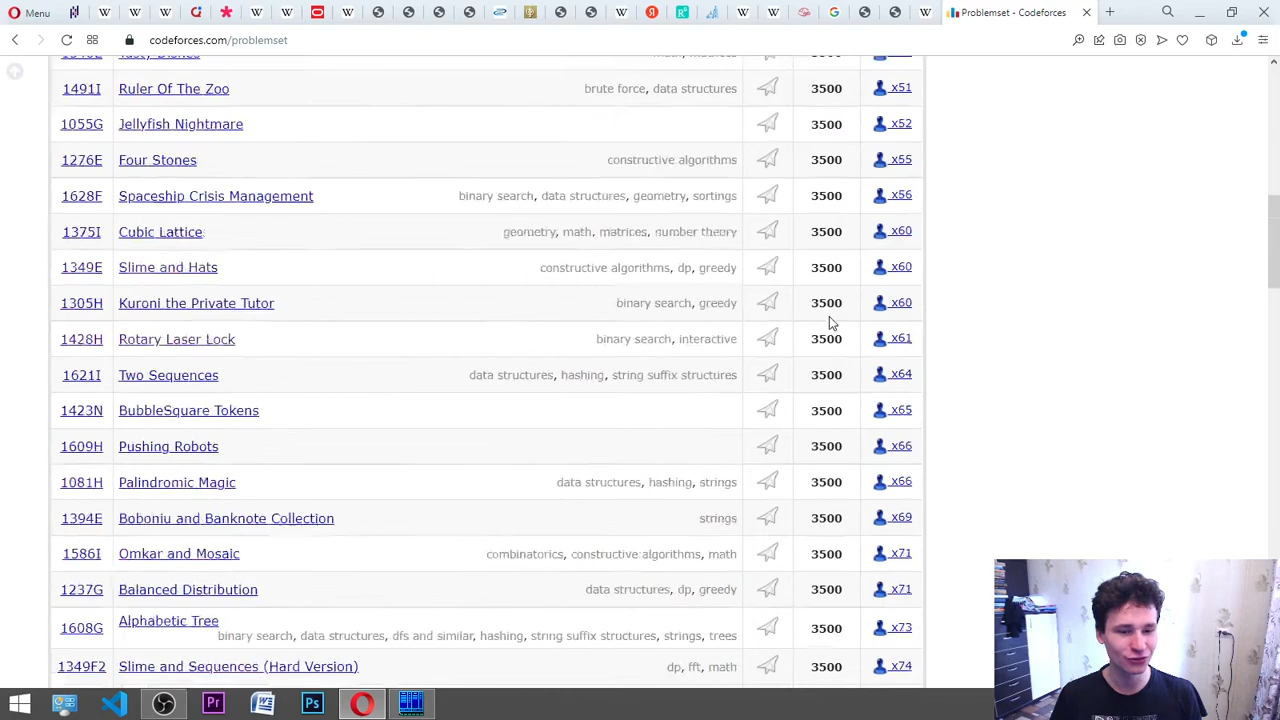 Menu
Problemset - Codeforces
codeforces.com/problemset
1491I Ruler Of The Zoo brute force, data structures 3500 x51
1055G Jellyfish Nightmare 3500 x52
1276E Four Stones constructive algorithms 3500 x55
1628F Spaceship Crisis Management binary search, data structures, geometry, sortings 3500 x56
1375I Cubic Lattice geometry, math, matrices, number theory 3500 x60
1349E Slime and Hats constructive algorithms, dp, greedy 3500 x60
1305H Kuroni the Private Tutor binary search, greedy 3500 x60
1428H Rotary Laser Lock binary search, interactive 3500 x61
1621I Two Sequences data structures, hashing, string suffix structures 3500 x64
1423N BubbleSquare Tokens 3500 x65
1609H Pushing Robots 3500 x66
1081H Palindromic Magic data structures, hashing, strings 3500 x66
1394E Boboniu and Banknote Collection strings 3500 x69
1586I Omkar and Mosaic combinatorics, constructive algorithms, math 3500 x71
1237G Balanced Distribution data structures, dp, greedy 3500 x71
1608G Alphabetic Tree binary search, data structures, dfs and similar, hashing, string suffix structures, strings, trees 3500 x73
1349F2 Slime and Sequences (Hard Version) dp, fft, math 3500 x74
Pr
Ps